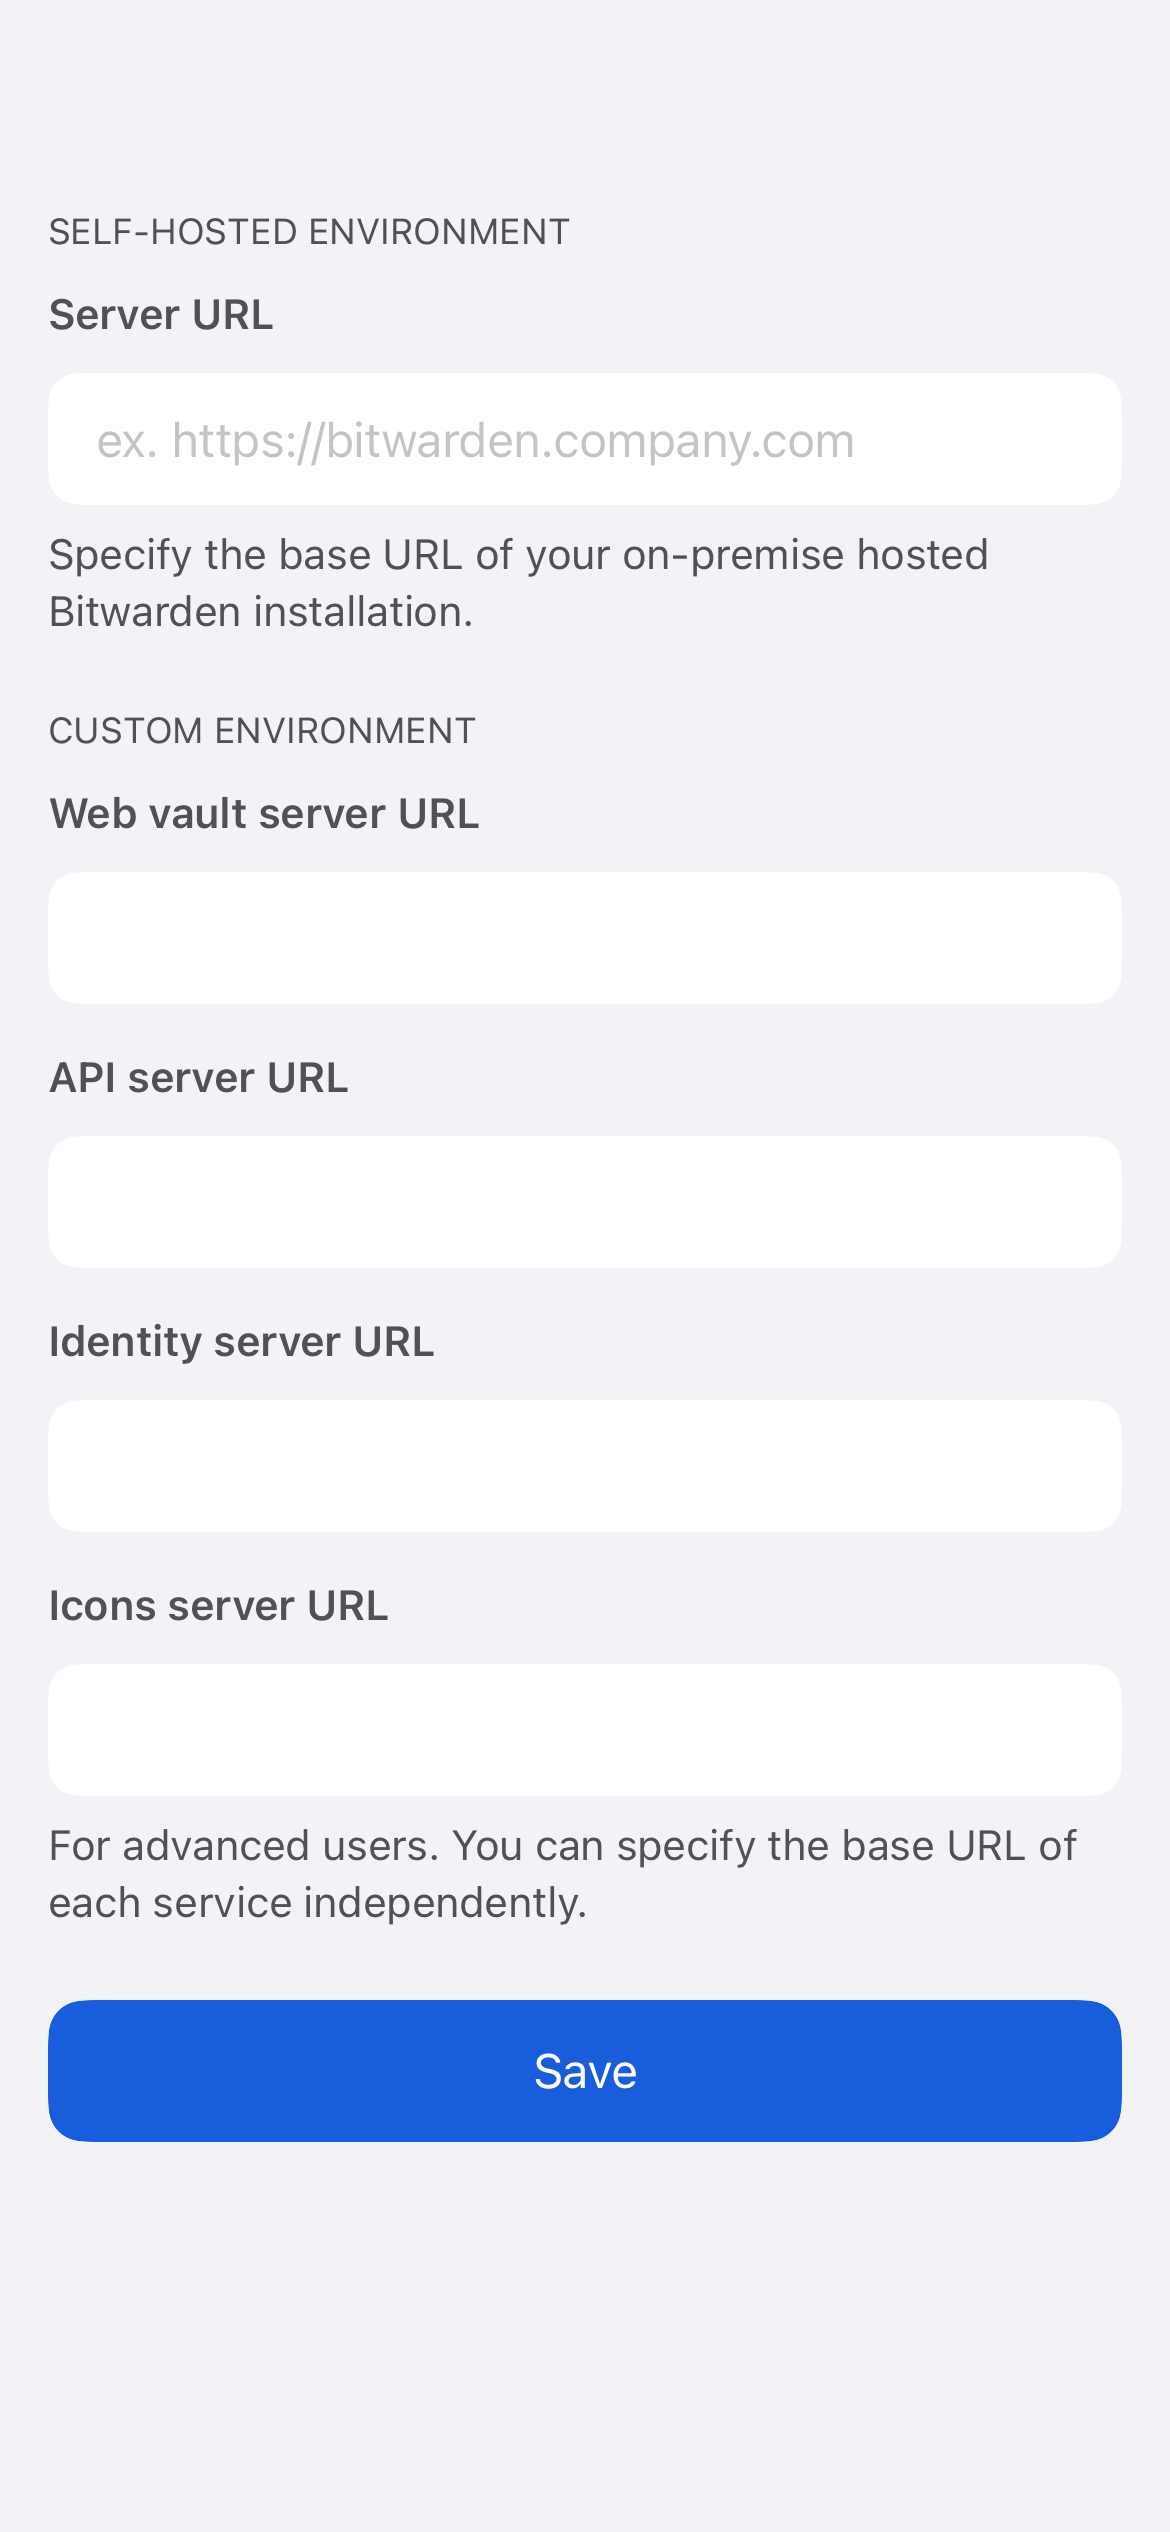 SELF-HOSTED ENVIRONMENT
Server URL
ex. https://bitwarden.company.com
Specify the base URL of your on-premise hosted
Bitwarden installation.
CUSTOM ENVIRONMENT
Web vault server URL
API server URL
Identity server URL
Icons server URL
For advanced users. You can specify the base URL of
each service independently.
Save